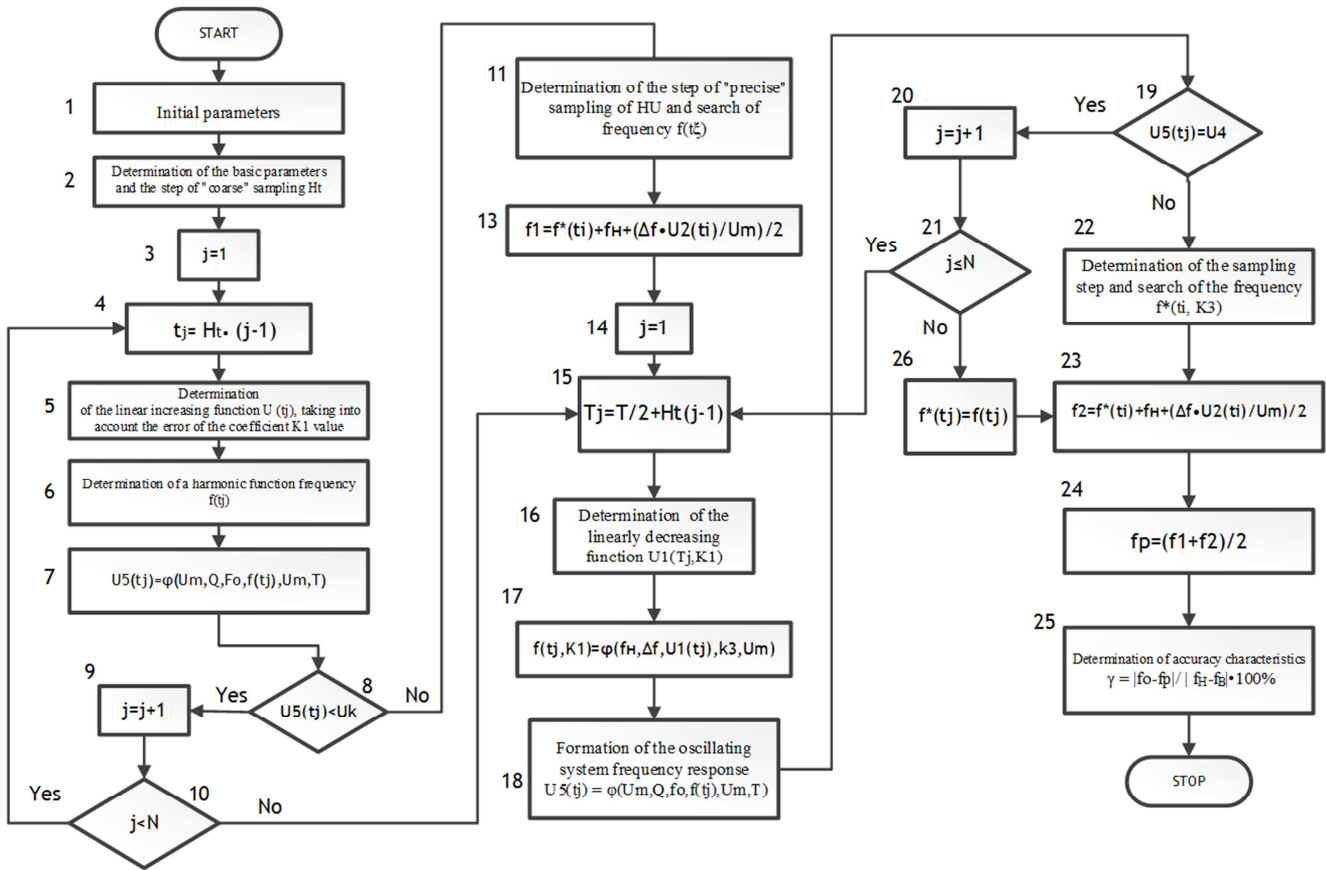 START
1
Initial parameters
2
Determination of the basic parameters
and the step of "coarse" sampling Ht
3
j=1
4
tj= Ht• (j-1)
5
Determination
of the linear increasing function U (tj), taking into
account the error of the coefficient K1 value
6
Determination of a harmonic function frequency
f(tj)
7
U5(tj)=φ(Um,Q,Fo,f(tj),Um,T)
8
U5(tj)<Uk
Yes
No
9
j=j+1
10
j<N
Yes
No
11
Determination of the step of "precise"
sampling of HU and search of
frequency f(tξ)
13
f1=f*(ti)+fH+(Δf•U2(ti)/Um)/2
14
j=1
15
Tj=T/2+Ht(j-1)
16
Determination of the
linearly decreasing
function U1(Tj,K1)
17
f(tj,K1)=φ(fH,Δf,U1(tj),k3,Um)
18
Formation of the oscillating
system frequency response
U5(tj) = φ(Um,Q,fo,f(tj),Um,T)
19
U5(tj)=U4
Yes
No
20
j=j+1
21
j≤N
Yes
No
22
Determination of the sampling
step and search of the frequency
f*(ti, K3)
26
f*(tj)=f(tj)
23
f2=f*(ti)+fH+(Δf•U2(ti)/Um)/2
24
fp=(f1+f2)/2
25
Determination of accuracy characteristics
γ = |fo-fp|/ | fH-fB|•100%
STOP